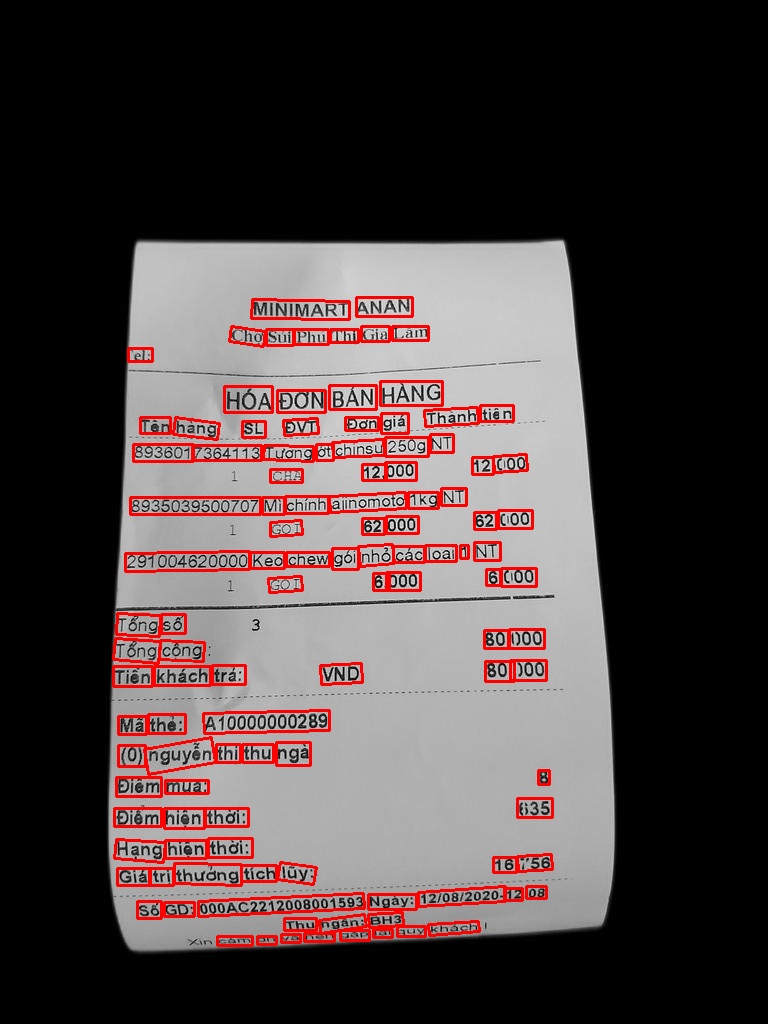 MINIMART ANAN
Chợ Sủi Phú Thị Gia Lâm
Tel:
HÓA ĐƠN BÁN HÀNG
Tên hàng SL ĐVT Đơn giá Thành tiền
8936017364113 Tương ớt chinsu 250g NT
1 CHA 12,000 12,000
8935039500707 Mì chính ajinomoto 1kg NT
1 GOI 62,000 62,000
291004620000 Keo chew gói nhỏ các loai 1 NT
1 GOI 6,000 6,000
Tổng số 3
Tổng cộng : 80,000
Tiền khách trả: VND 80,000
Mã thẻ: A10000000289
(0) nguyễn thi thu ngà
Điểm mua: 8
Điểm hiện thời: 635
Hạng hiện thời:
Giá trị thưởng tích lũy: 16,756
Số GD: 000AC2212008001593 Ngày: 12/08/2020-12:08
Thu ngân: BH3
Xin cảm ơn và hẹn gặp lại quý khách !